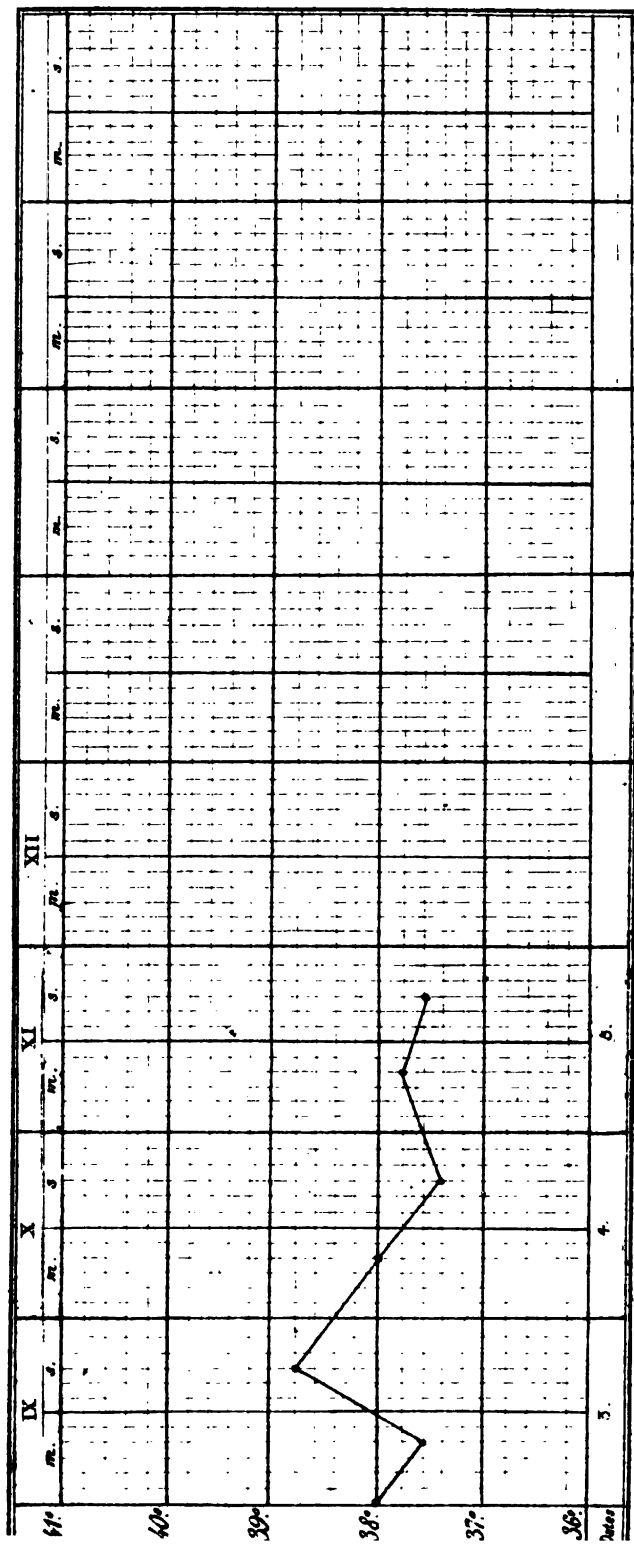 IX X XI XII
m. s. m. s m. s. m. s. m. s. m. s. m. s. m. s.
41°
40°
39°
38°
37°
36°
Dates 3. 4. 5.